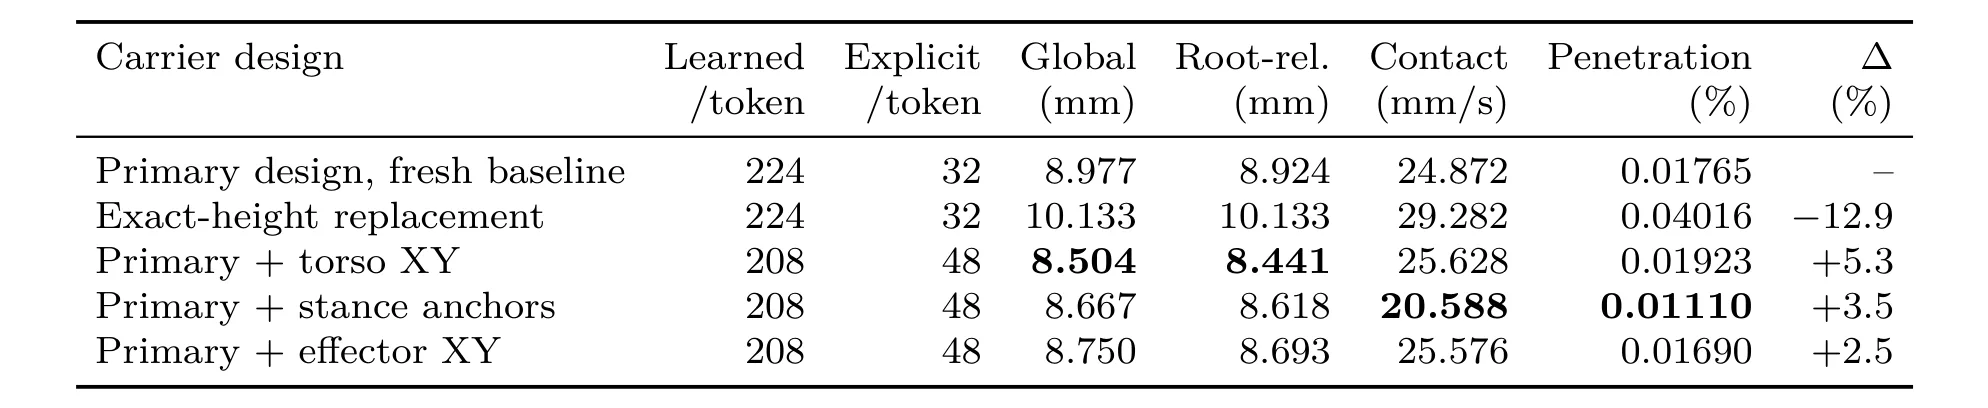 Carrier design Learned Explicit Global Root-rel. Contact Penetration Δ
/token /token (mm) (mm) (mm/s) (%) (%)
Primary design, fresh baseline 224 32 8.977 8.924 24.872 0.01765 –
Exact-height replacement 224 32 10.133 10.133 29.282 0.04016 −12.9
Primary + torso XY 208 48 8.504 8.441 25.628 0.01923 +5.3
Primary + stance anchors 208 48 8.667 8.618 20.588 0.01110 +3.5
Primary + effector XY 208 48 8.750 8.693 25.576 0.01690 +2.5